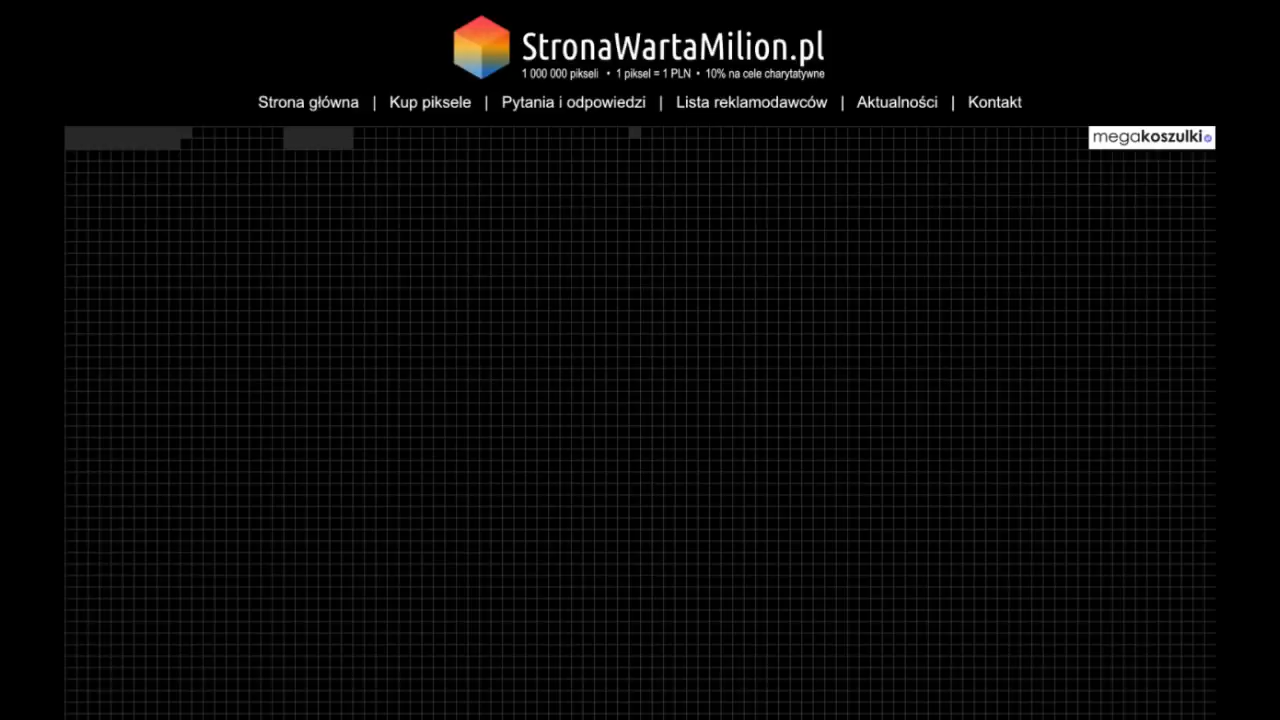 StronaWartaMilion.pl
1 000 000 pikseli • 1 piksel = 1 PLN • 10% na cele charytatywne
Strona główna | Kup piksele | Pytania i odpowiedzi | Lista reklamodawców | Aktualności | Kontakt
megakoszulki